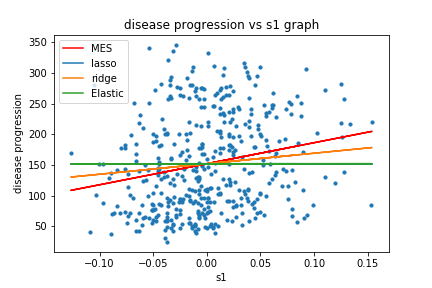 disease progression vs s1 graph
MES
lasso
ridge
Elastic
disease progression
350
300
250
200
150
100
50
−0.10
−0.05
0.00
0.05
0.10
0.15
s1